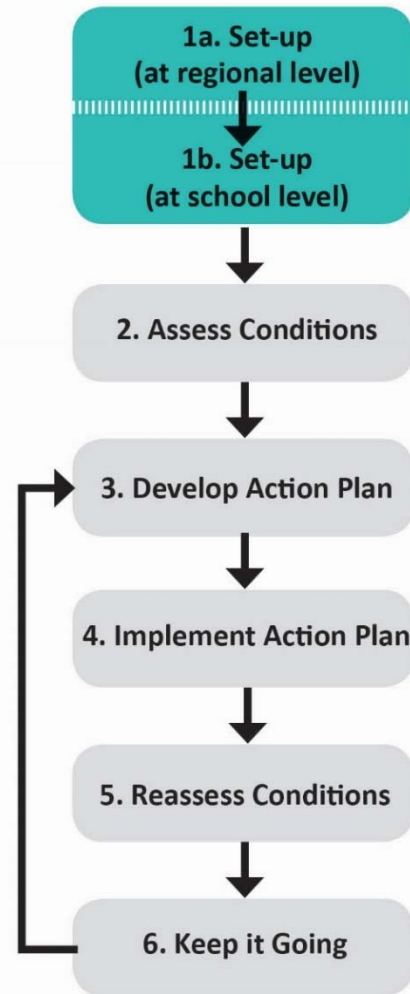 1a. Set-up
(at regional level)
1b. Set-up
(at school level)
2. Assess Conditions
3. Develop Action Plan
4. Implement Action Plan
5. Reassess Conditions
6. Keep it Going